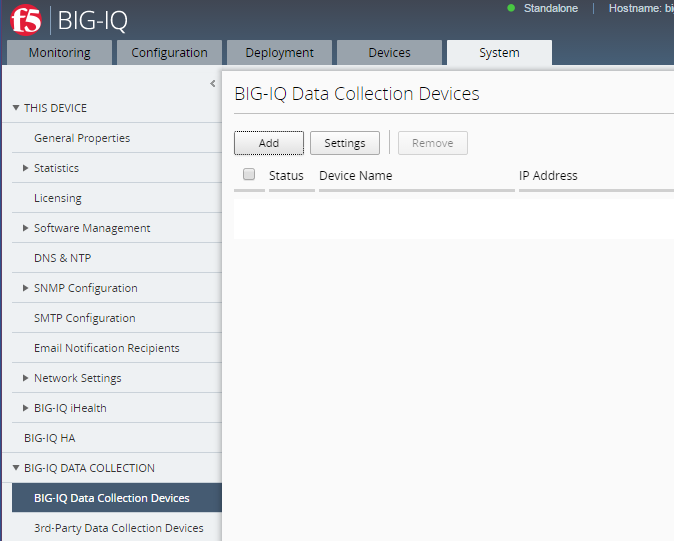 f5 BIG-IQ
Standalone Hostname:
Monitoring Configuration Deployment Devices System
THIS DEVICE
General Properties
Statistics
Licensing
Software Management
DNS & NTP
SNMP Configuration
SMTP Configuration
Email Notification Recipients
Network Settings
BIG-IQ iHealth
BIG-IQ HA
BIG-IQ DATA COLLECTION
BIG-IQ Data Collection Devices
3rd-Party Data Collection Devices
BIG-IQ Data Collection Devices
Add Settings Remove
Status Device Name IP Address